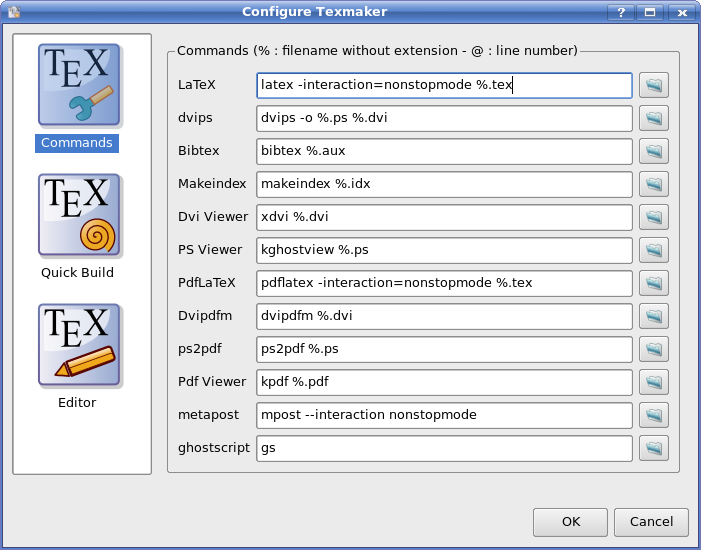 Configure Texmaker
?
TEX
Commands
TEX
Quick Build
TEX
Editor
Commands (% : filename without extension - @ : line number)
LaTeX latex -interaction=nonstopmode %.tex
dvips dvips -o %.ps %.dvi
Bibtex bibtex %.aux
Makeindex makeindex %.idx
Dvi Viewer xdvi %.dvi
PS Viewer kghostview %.ps
PdfLaTeX pdflatex -interaction=nonstopmode %.tex
Dvipdfm dvipdfm %.dvi
ps2pdf ps2pdf %.ps
Pdf Viewer kpdf %.pdf
metapost mpost --interaction nonstopmode
ghostscript gs
OK Cancel